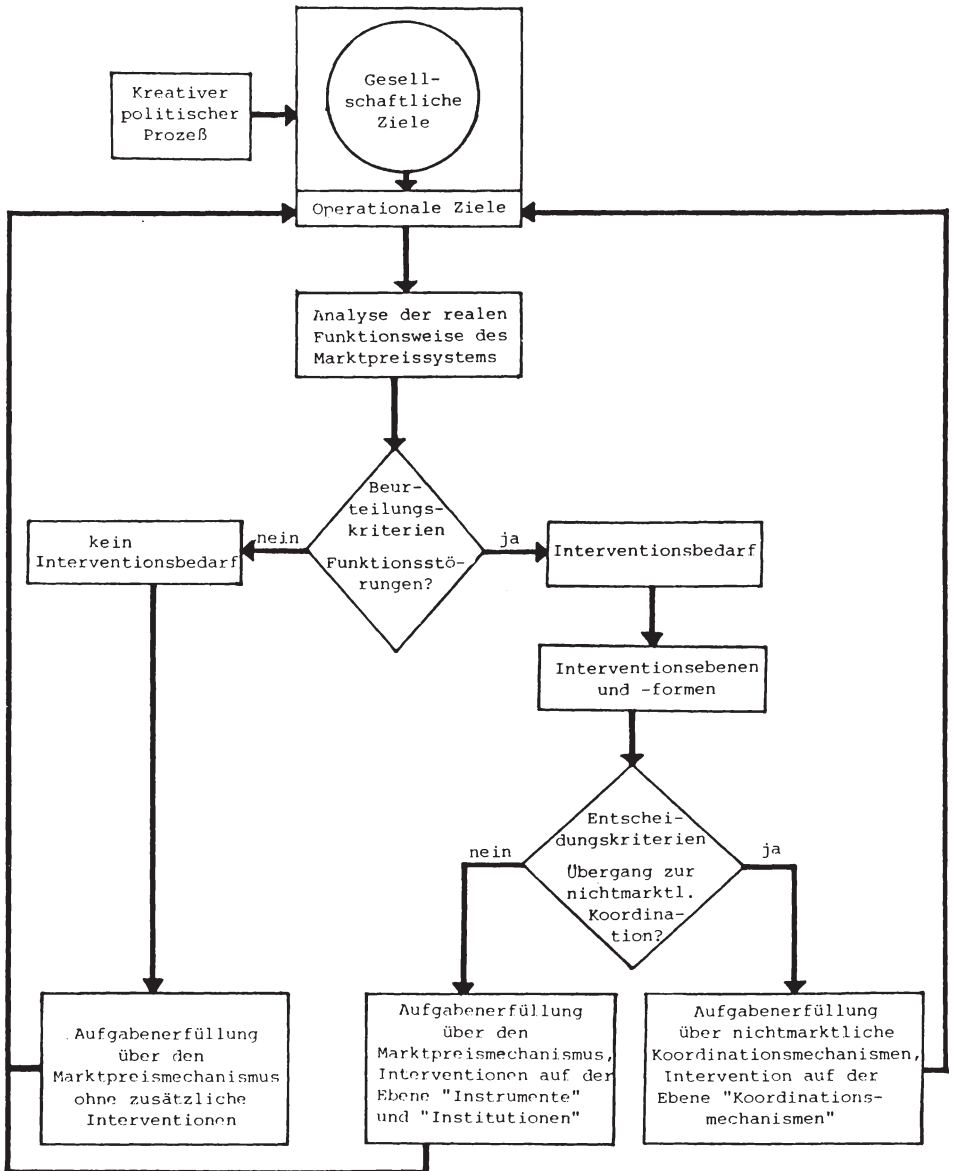 Gesell-
schaftliche
Ziele
Kreativer
politischer
Prozeß
Operationale Ziele
Analyse der realen
Funktionsweise des
Marktpreissystems
Beur-
teilungs-
kriterien
Funktionsstö-
rungen?
nein
ja
kein
Interventionsbedarf
Interventionsbedarf
Interventionsebenen
und -formen
Entschei-
dungskriterien
Übergang zur
nichtmarktl.
Koordina-
tion?
nein
ja
Aufgabenerfüllung
über den
Marktpreismechanismus
ohne zusätzliche
Interventionen
Aufgabenerfüllung
über den
Marktpreismechanismus,
Interventionen auf der
Ebene "Instrumente"
und "Institutionen"
Aufgabenerfüllung
über nichtmarktliche
Koordinationsmechanismen,
Intervention auf der
Ebene "Koordinations-
mechanismen"